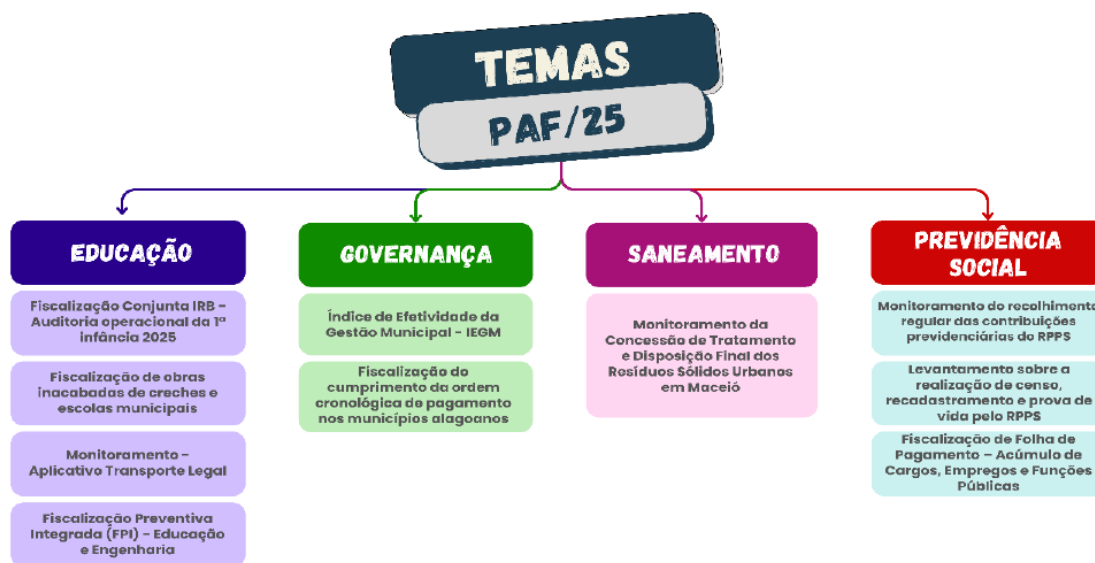 TEMAS
PAF/25
EDUCAÇÃO
Fiscalização Conjunta IRB -
Auditoria operacional da 1ª
infância 2025
Fiscalização de obras
inacabadas de creches e
escolas municipais
Monitoramento -
Aplicativo Transporte Legal
Fiscalização Preventiva
Integrada (FPI) - Educação
e Engenharia
GOVERNANÇA
Índice de Efetividade da
Gestão Municipal - IEGM
Fiscalização do
cumprimento da ordem
cronológica de pagamento
nos municípios alagoanos
SANEAMENTO
Monitoramento da
Concessão de Tratamento
e Disposição Final dos
Resíduos Sólidos Urbanos
em Maceió
PREVIDÊNCIA
SOCIAL
Monitoramento do recolhimento
regular das contribuições
previdenciárias do RPPS
Levantamento sobre a
realização de censo,
recadastramento e prova de
vida pelo RPPS
Fiscalização de Folha de
Pagamento – Acúmulo de
Cargos, Empregos e Funções
Públicas